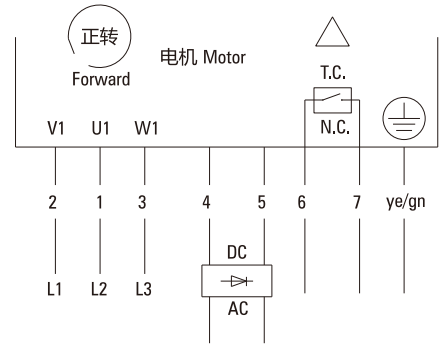 正转
Forward
电机 Motor
T.C.
N.C.
V1 U1 W1
2 1 3 4 5 6 7 ye/gn
DC
L1 L2 L3
AC